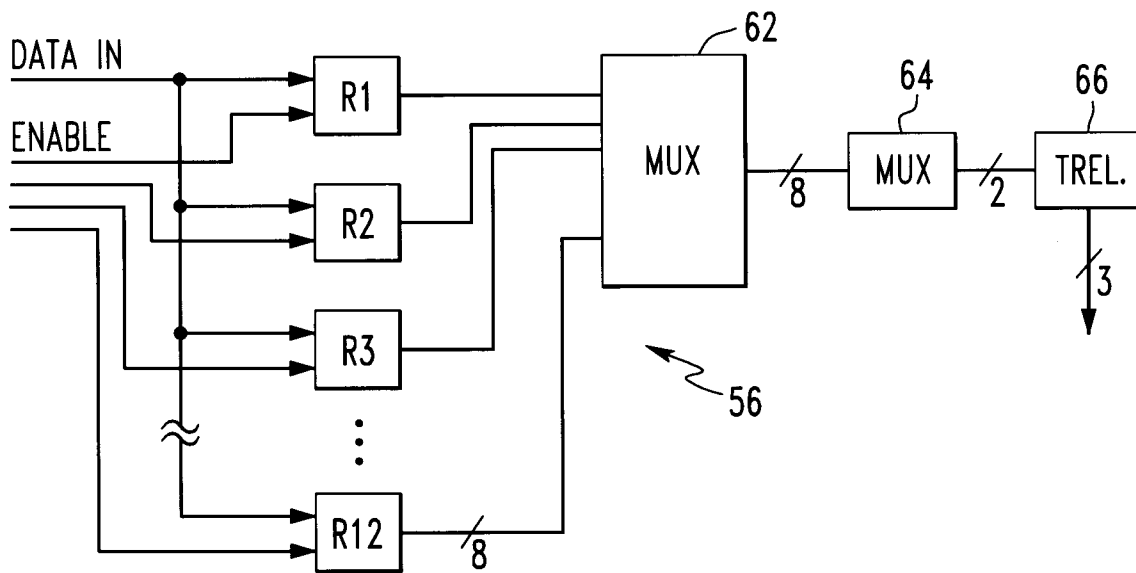 62
DATA IN
R1
64
66
ENABLE
MUX
MUX
TREL.
8
2
R2
3
R3
56
R12
8